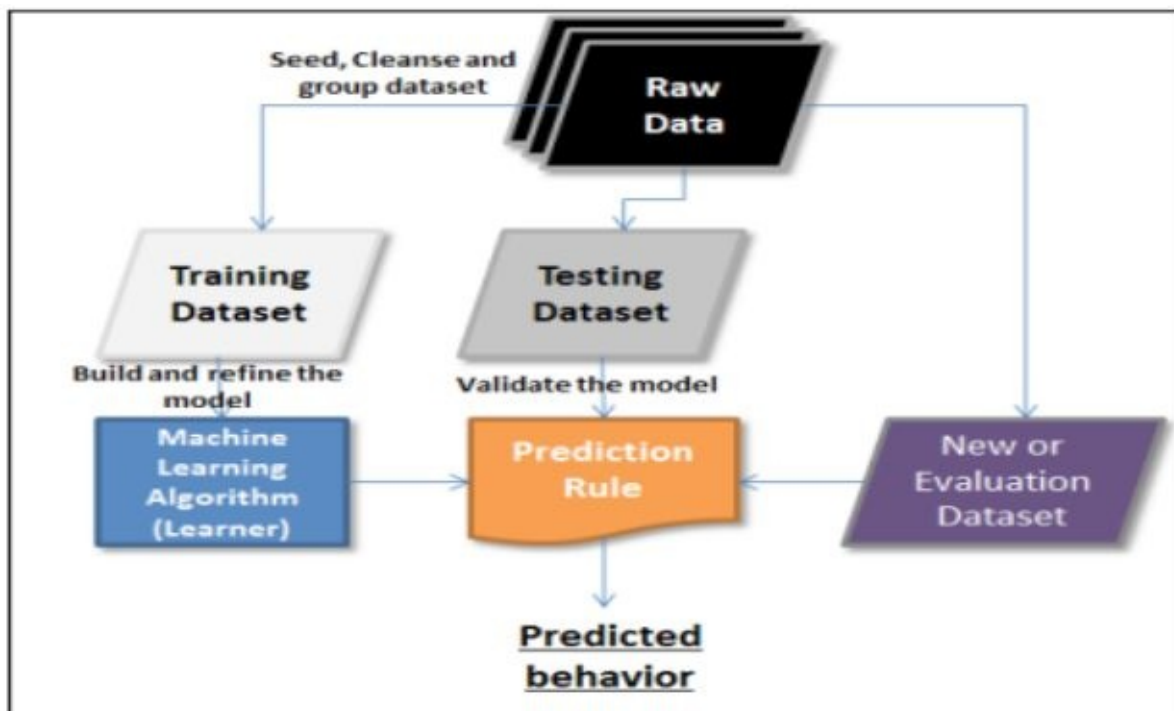 Seed, Cleanse and
group dataset
Raw
Data
Training
Dataset
Testing
Dataset
Build and refine the
model
Validate the model
Machine
Learning
Algorithm
(Learner)
Prediction
Rule
New or
Evaluation
Dataset
Predicted
behavior